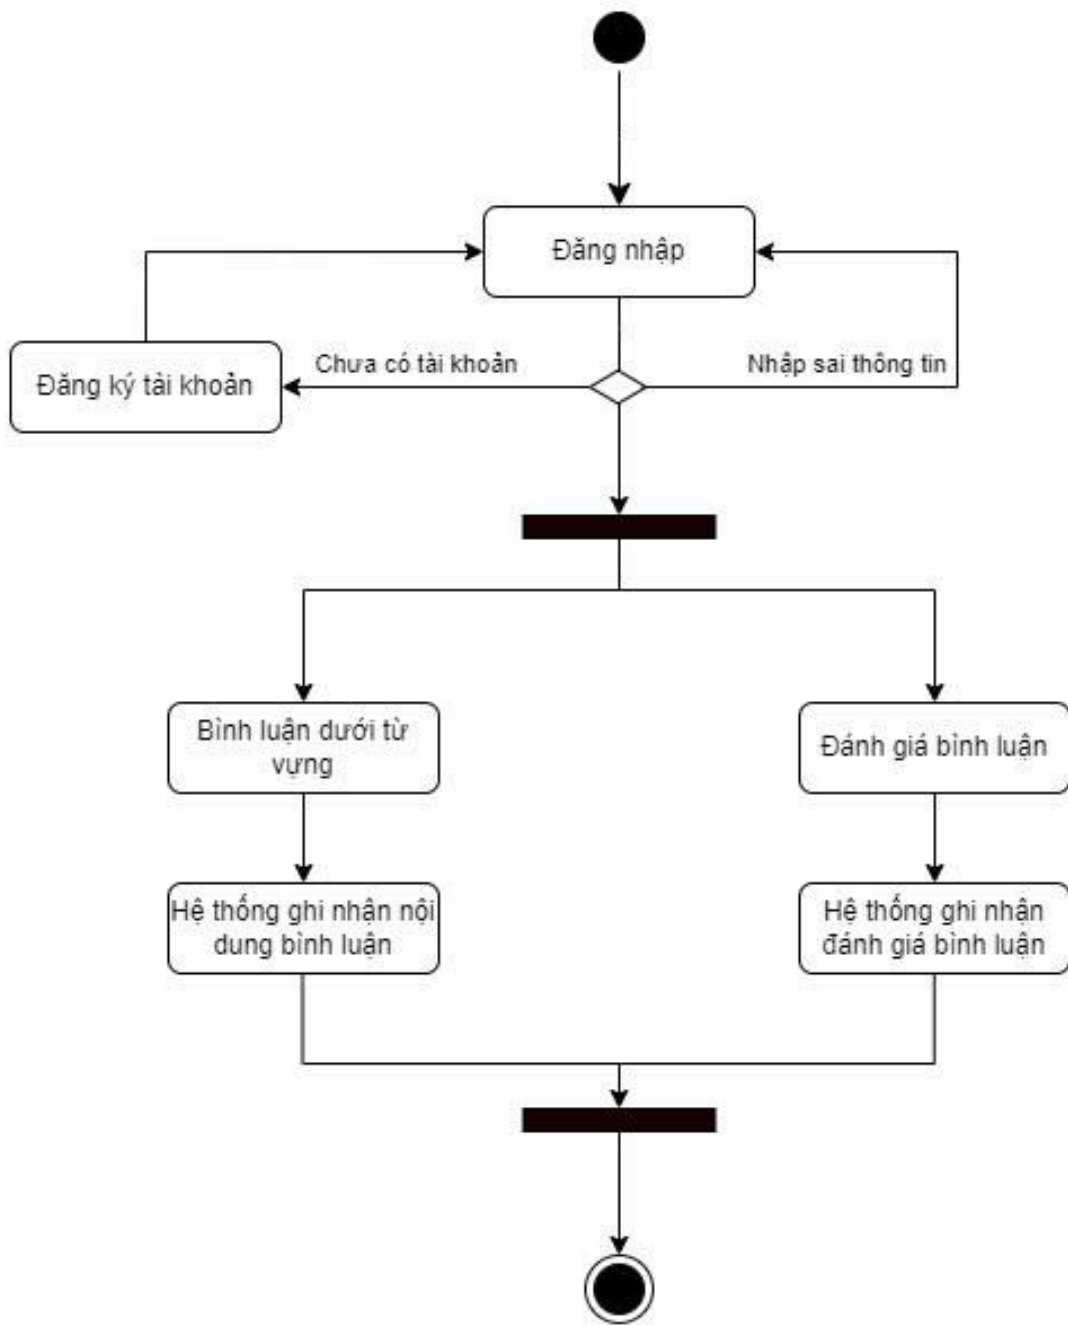 Đăng nhập
Chưa có tài khoản
Nhập sai thông tin
Đăng ký tài khoản
Bình luận dưới từ
vựng
Đánh giá bình luận
Hệ thống ghi nhận nội
dung bình luận
Hệ thống ghi nhận
đánh giá bình luận